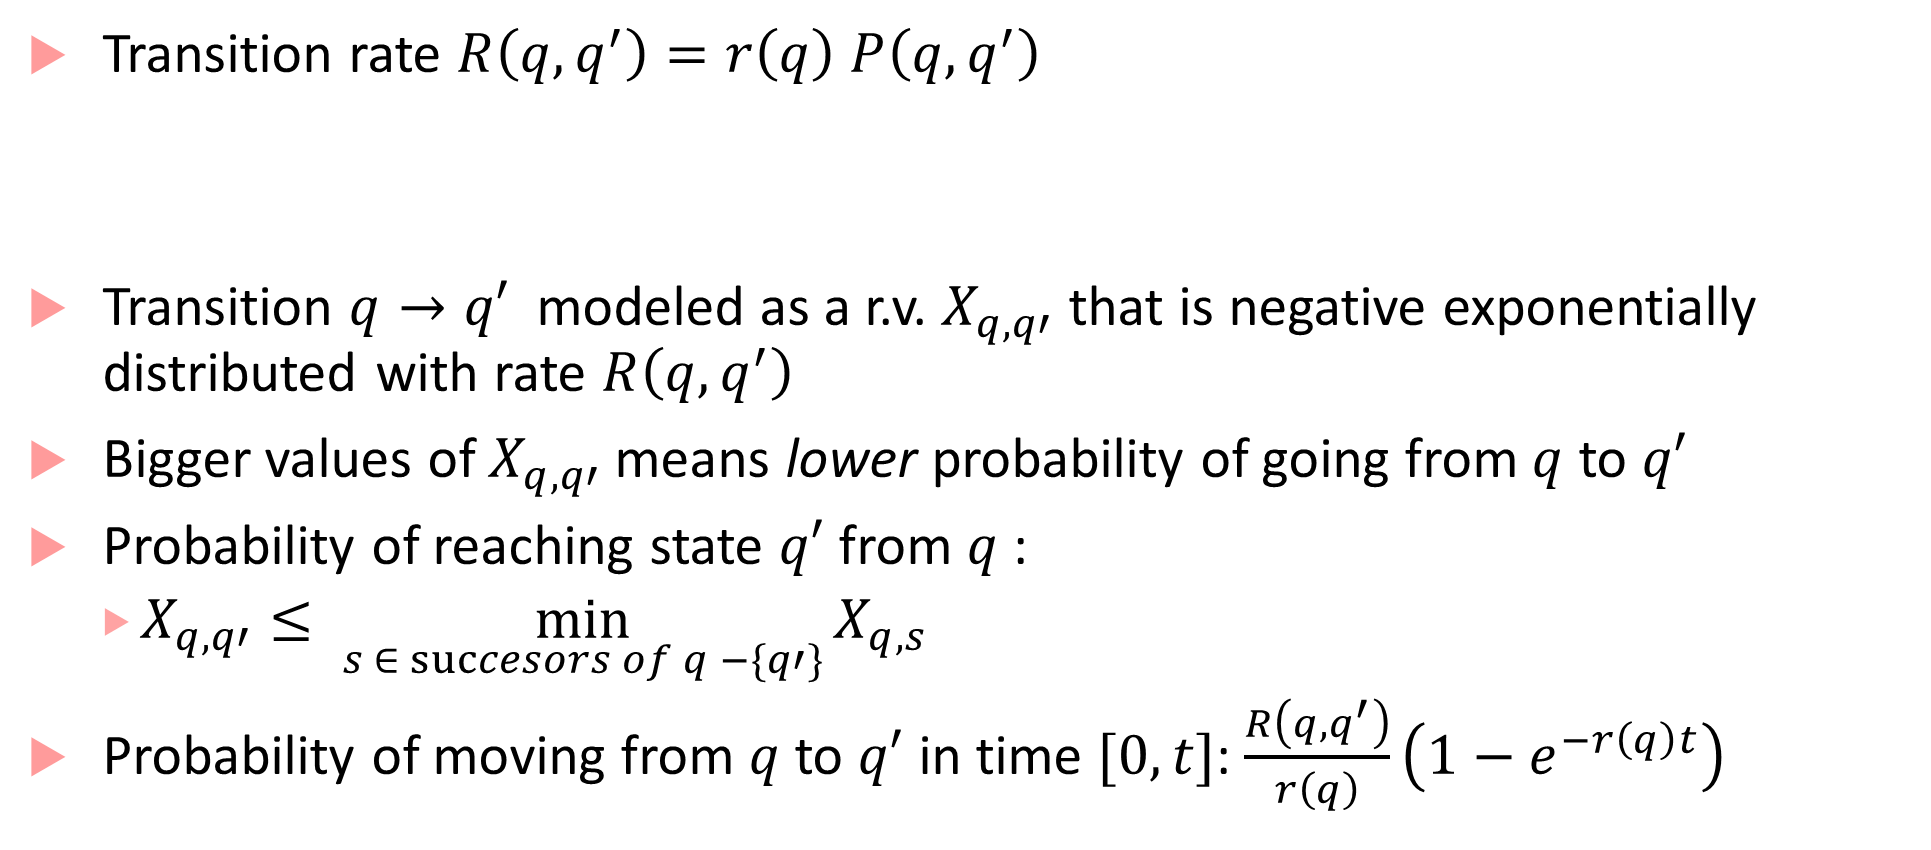 Transition rate R(q, q′) = r(q) P(q, q′)
Transition q → q′ modeled as a r.v. X_{q,q′} that is negative exponentially
distributed with rate R(q, q′)
Bigger values of X_{q,q′} means lower probability of going from q to q′
Probability of reaching state q′ from q :
X_{q,q′} ≤ min_{s ∈ succesors of q −{q′}} X_{q,s}
Probability of moving from q to q′ in time [0, t]: \frac{R(q,q′)}{r(q)} (1 − e^{−r(q)t})